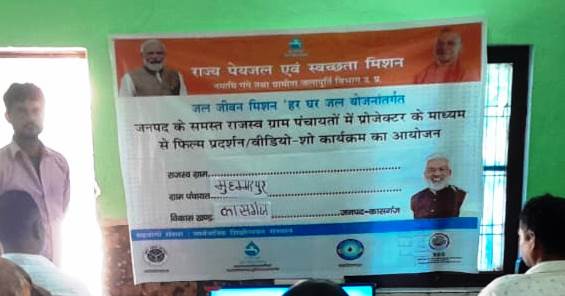 राज्य पेयजल एवं स्वच्छता मिशन
नमामि गंगे तथा ग्रामीण जलापूर्ति विभाग उ.प्र.
जल जीवन मिशन 'हर घर जल योजनांतर्गत
जनपद के समस्त राजस्व ग्राम पंचायतों में प्रोजेक्टर के माध्यम
से फिल्म प्रदर्शन/वीडियो-शो कार्यक्रम का आयोजन
राजस्व ग्राम
ग्राम पंचायत
विकास खण्ड कासगंज जनपद-कासगंज